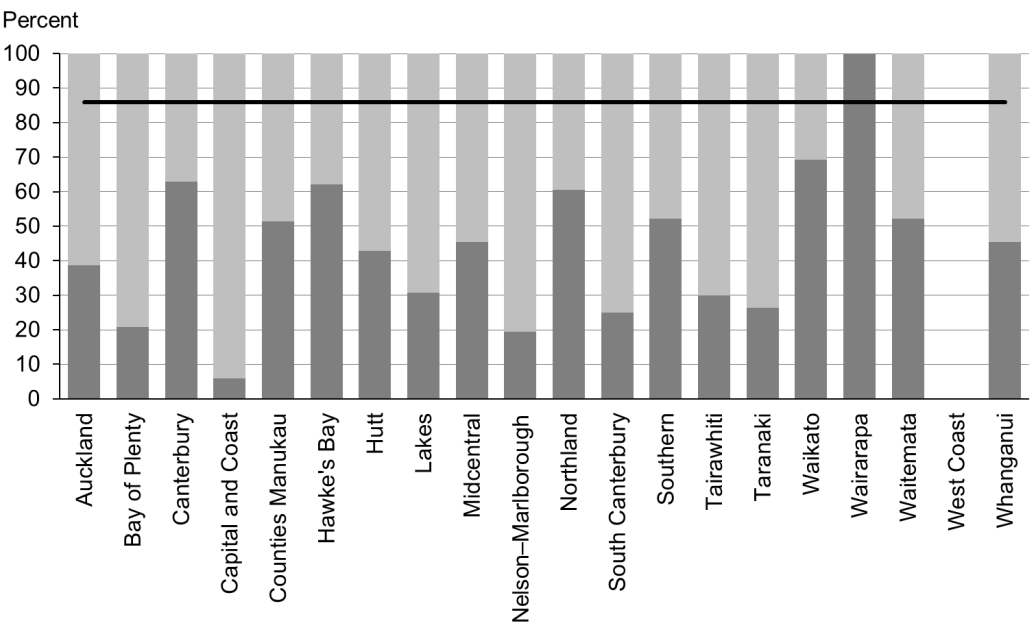 Percent
100
90
80
70
60
50
40
30
20
10
0
Auckland
Bay of Plenty
Canterbury
Capital and Coast
Counties Manukau
Hawke's Bay
Hutt
Lakes
Midcentral
Nelson–Marlborough
Northland
South Canterbury
Southern
Tairawhiti
Taranaki
Waikato
Wairarapa
Waitemata
West Coast
Whanganui